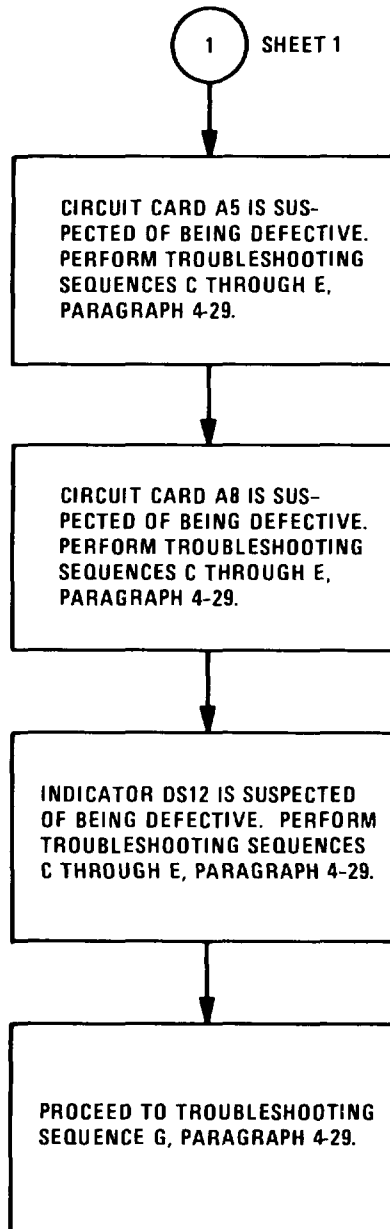 1 SHEET 1
CIRCUIT CARD A5 IS SUS-
PECTED OF BEING DEFECTIVE.
PERFORM TROUBLESHOOTING
SEQUENCES C THROUGH E,
PARAGRAPH 4-29.
CIRCUIT CARD A8 IS SUS-
PECTED OF BEING DEFECTIVE.
PERFORM TROUBLESHOOTING
SEQUENCES C THROUGH E,
PARAGRAPH 4-29.
INDICATOR DS12 IS SUSPECTED
OF BEING DEFECTIVE. PERFORM
TROUBLESHOOTING SEQUENCES
C THROUGH E, PARAGRAPH 4-29.
PROCEED TO TROUBLESHOOTING
SEQUENCE G, PARAGRAPH 4-29.